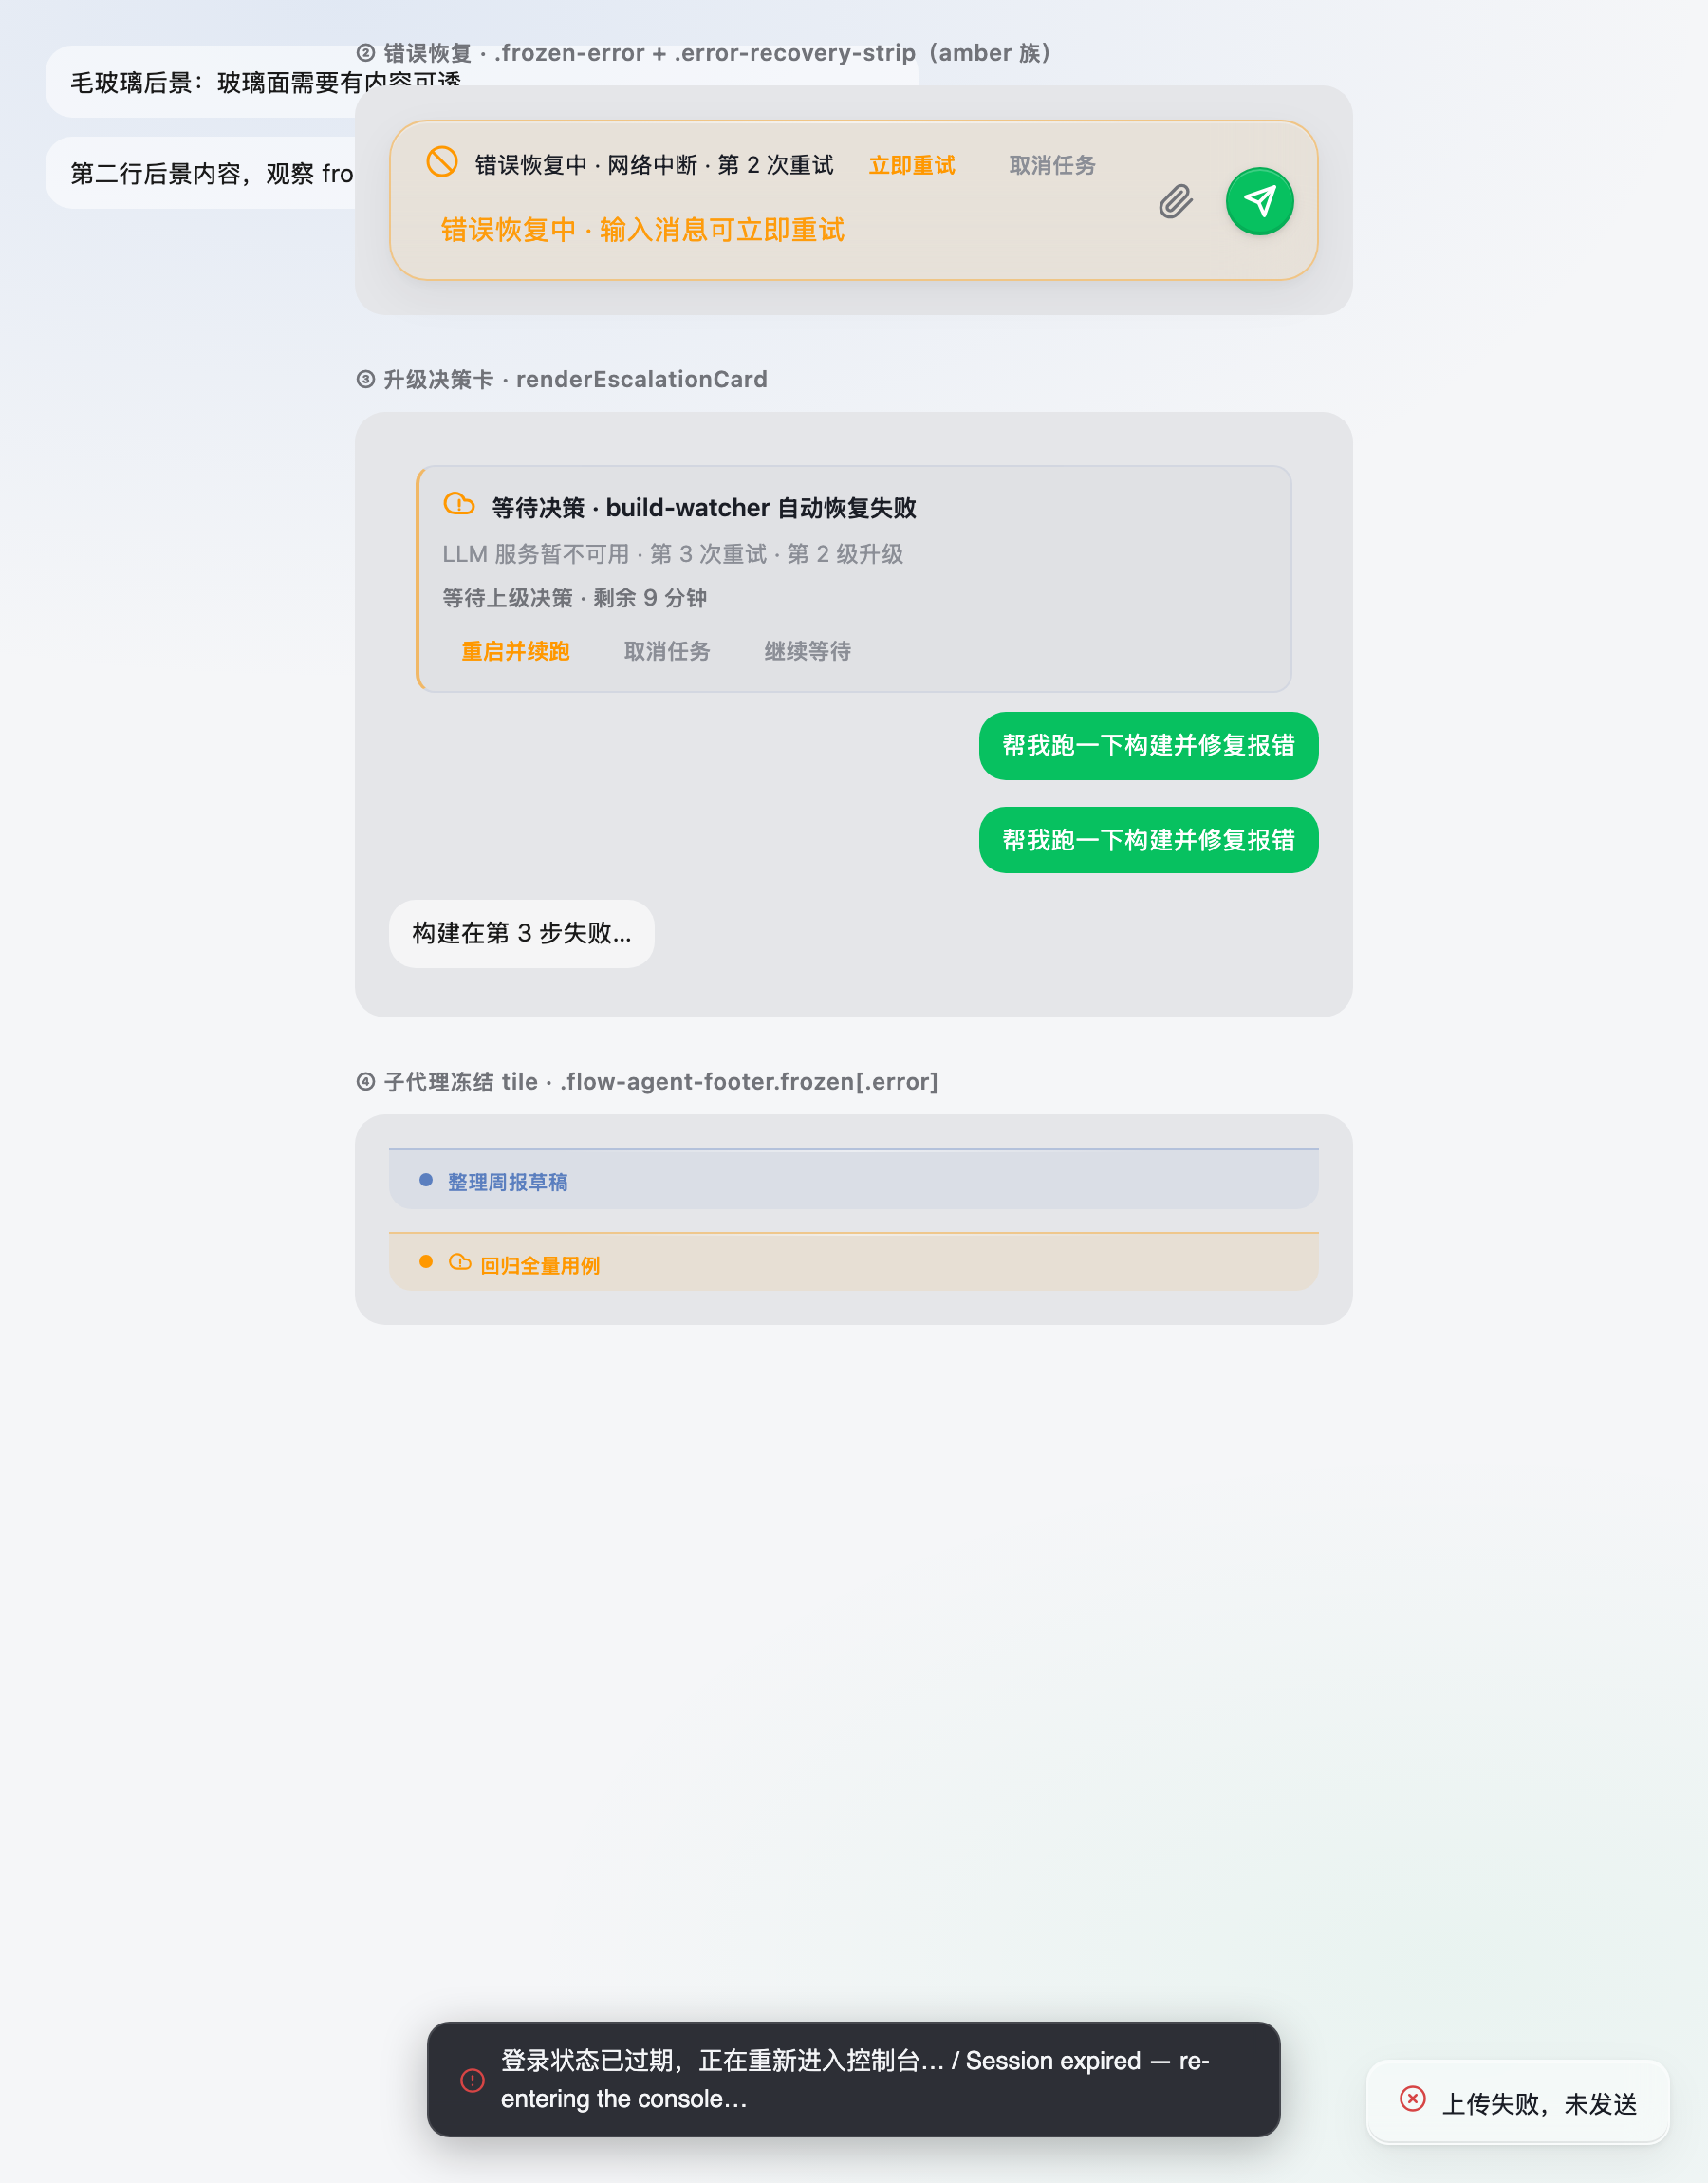 ② 错误恢复 · .frozen-error + .error-recovery-strip（amber 族）
毛玻璃后景：玻璃面需要有内容可透
第二行后景内容，观察 fro
错误恢复中 · 网络中断 · 第 2 次重试 立即重试 取消任务
错误恢复中 · 输入消息可立即重试
③ 升级决策卡 · renderEscalationCard
等待决策 · build-watcher 自动恢复失败
LLM 服务暂不可用 · 第 3 次重试 · 第 2 级升级
等待上级决策 · 剩余 9 分钟
重启并续跑 取消任务 继续等待
帮我跑一下构建并修复报错
帮我跑一下构建并修复报错
构建在第 3 步失败…
④ 子代理冻结 tile · .flow-agent-footer.frozen[.error]
整理周报草稿
回归全量用例
登录状态已过期，正在重新进入控制台… / Session expired — re-
entering the console…
上传失败，未发送